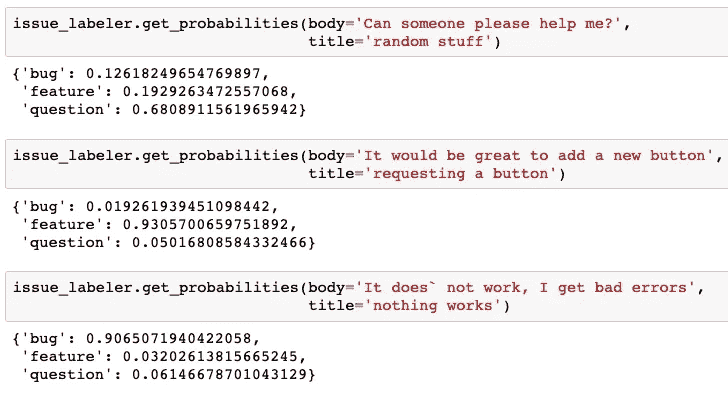 issue_labeler.get_probabilities(body='Can someone please help me?',
title='random stuff')
{'bug': 0.12618249654769897,
'feature': 0.1929263472557068,
'question': 0.6808911561965942}
issue_labeler.get_probabilities(body='It would be great to add a new button',
title='requesting a button')
{'bug': 0.019261939451098442,
'feature': 0.9305700659751892,
'question': 0.05016808584332466}
issue_labeler.get_probabilities(body='It does` not work, I get bad errors',
title='nothing works')
{'bug': 0.9065071940422058,
'feature': 0.03202613815665245,
'question': 0.06146678701043129}